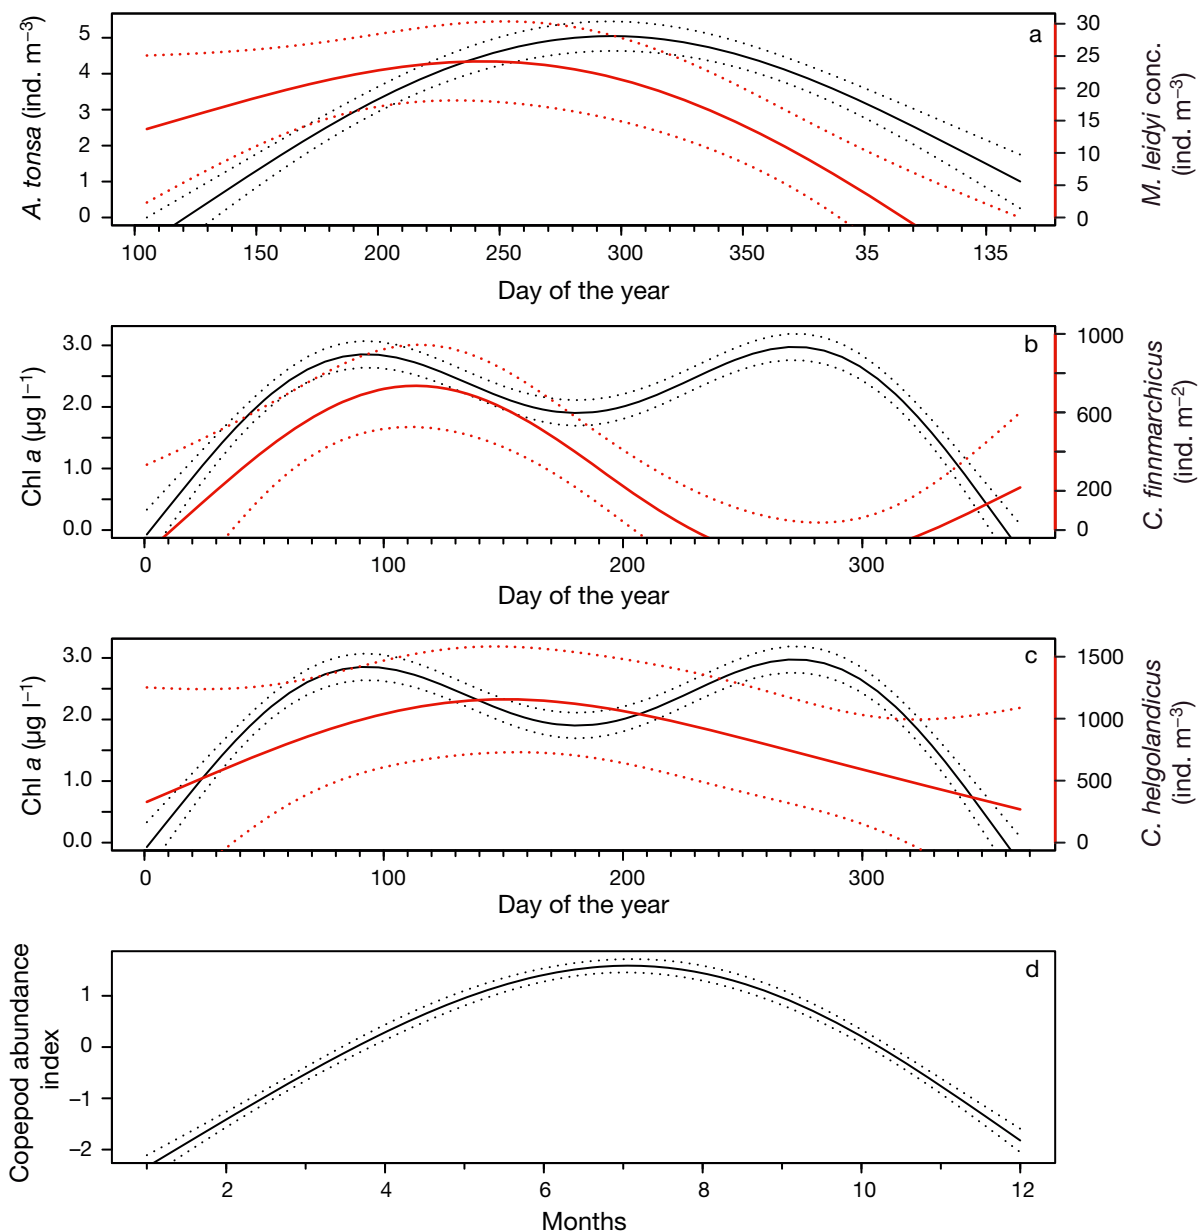 a
A. tonsa (ind. m⁻³)
5
4
3
2
1
0
30
25
20
15
10
5
0
M. leidyi conc.
(ind. m⁻³)
100 150 200 250 300 350 35 135
Day of the year
b
Chl a (µg l⁻¹)
3.0
2.0
1.0
0.0
1000
600
200
0
C. finnmarchicus
(ind. m⁻²)
0 100 200 300
Day of the year
c
Chl a (µg l⁻¹)
3.0
2.0
1.0
0.0
1500
1000
500
0
C. helgolandicus
(ind. m⁻³)
0 100 200 300
Day of the year
d
Copepod abundance
index
1
0
−1
−2
2 4 6 8 10 12
Months